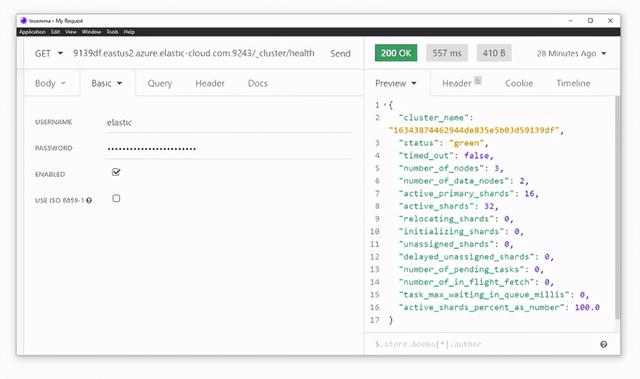 Insomnia - My Request
Application Edit View Window Tools Help
GET 9139df.eastus2.azure.elastic-cloud.com:9243/_cluster/health Send
200 OK 557 ms 410 B 28 Minutes Ago
Body Basic Query Header Docs
Preview Header 6 Cookie Timeline
USERNAME elastic
PASSWORD ••••••••••••••••••••••••
ENABLED
USE ISO 8859-1
1 {
2 "cluster_name":
"16343874462944de835e5b03d59139df",
3 "status": "green",
4 "timed_out": false,
5 "number_of_nodes": 3,
6 "number_of_data_nodes": 2,
7 "active_primary_shards": 16,
8 "active_shards": 32,
9 "relocating_shards": 0,
10 "initializing_shards": 0,
11 "unassigned_shards": 0,
12 "delayed_unassigned_shards": 0,
13 "number_of_pending_tasks": 0,
14 "number_of_in_flight_fetch": 0,
15 "task_max_waiting_in_queue_millis": 0,
16 "active_shards_percent_as_number": 100.0
17 }
$.store.books[*].author